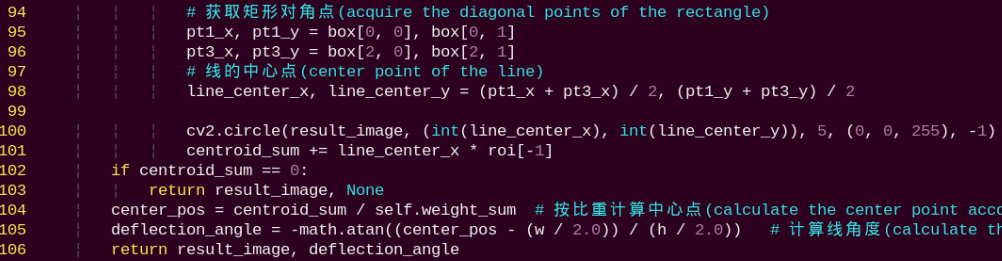 94 # 获取矩形对角点(acquire the diagonal points of the rectangle)
95 pt1_x, pt1_y = box[0, 0], box[0, 1]
96 pt3_x, pt3_y = box[2, 0], box[2, 1]
97 # 线的中心点(center point of the line)
98 line_center_x, line_center_y = (pt1_x + pt3_x) / 2, (pt1_y + pt3_y) / 2
99
100 cv2.circle(result_image, (int(line_center_x), int(line_center_y)), 5, (0, 0, 255), -1)
101 centroid_sum += line_center_x * roi[-1]
102 if centroid_sum == 0:
103 return result_image, None
104 center_pos = centroid_sum / self.weight_sum # 按比重计算中心点(calculate the center point acco
105 deflection_angle = -math.atan((center_pos - (w / 2.0)) / (h / 2.0)) # 计算线角度(calculate th
106 return result_image, deflection_angle